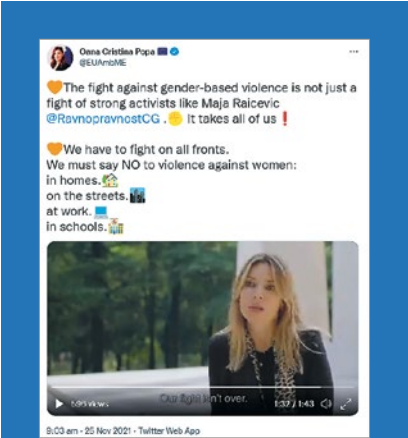 Oana Cristina Popa
@EUAmbME
The fight against gender-based violence is not just a
fight of strong activists like Maja Raicevic
@RavnopravnostCG . It takes all of us
We have to fight on all fronts.
We must say NO to violence against women:
in homes.
on the streets.
at work.
in schools.
Our fight isn't over.
595 views
1:37 / 1:43
9:03 am · 25 Nov 2021 · Twitter Web App